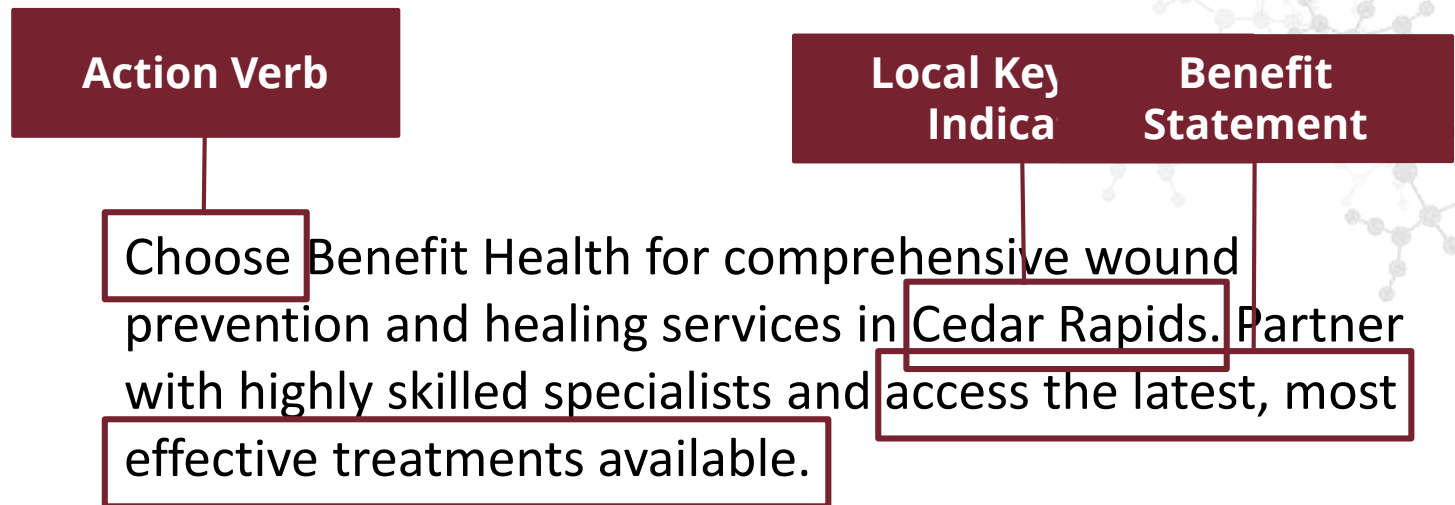 Action Verb
Local Key
Indica
Benefit
Statement
Choose Benefit Health for comprehensive wound
prevention and healing services in Cedar Rapids. Partner
with highly skilled specialists and access the latest, most
effective treatments available.